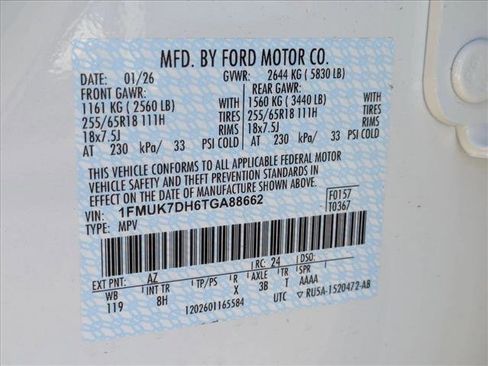 MFD. BY FORD MOTOR CO.
DATE: 01/26 GVWR: 2644 KG ( 5830 LB)
FRONT GAWR: REAR GAWR:
1161 KG ( 2560 LB) WITH 1560 KG ( 3440 LB) WITH
255/65R18 111H TIRES 255/65R18 111H TIRES
18x7.5J RIMS 18x7.5J RIMS
AT 230 kPa/ 33 PSI COLD AT 230 kPa/ 33 PSI COLD
THIS VEHICLE CONFORMS TO ALL APPLICABLE FEDERAL MOTOR
VEHICLE SAFETY AND THEFT PREVENTION STANDARDS IN EFFECT ON
THE DATE OF MANUFACTURE SHOWN ABOVE.
VIN: 1FMUK7DH6TGA88662 F0157
TYPE: MPV T0367
EXT PNT: AZ RC: 24 DSO:
WB INT TR TP/PS R AXLE TR SPR
119 8H X 3B T AAAA
1202601165584 UTC ▽ RU5A-1520472-AB